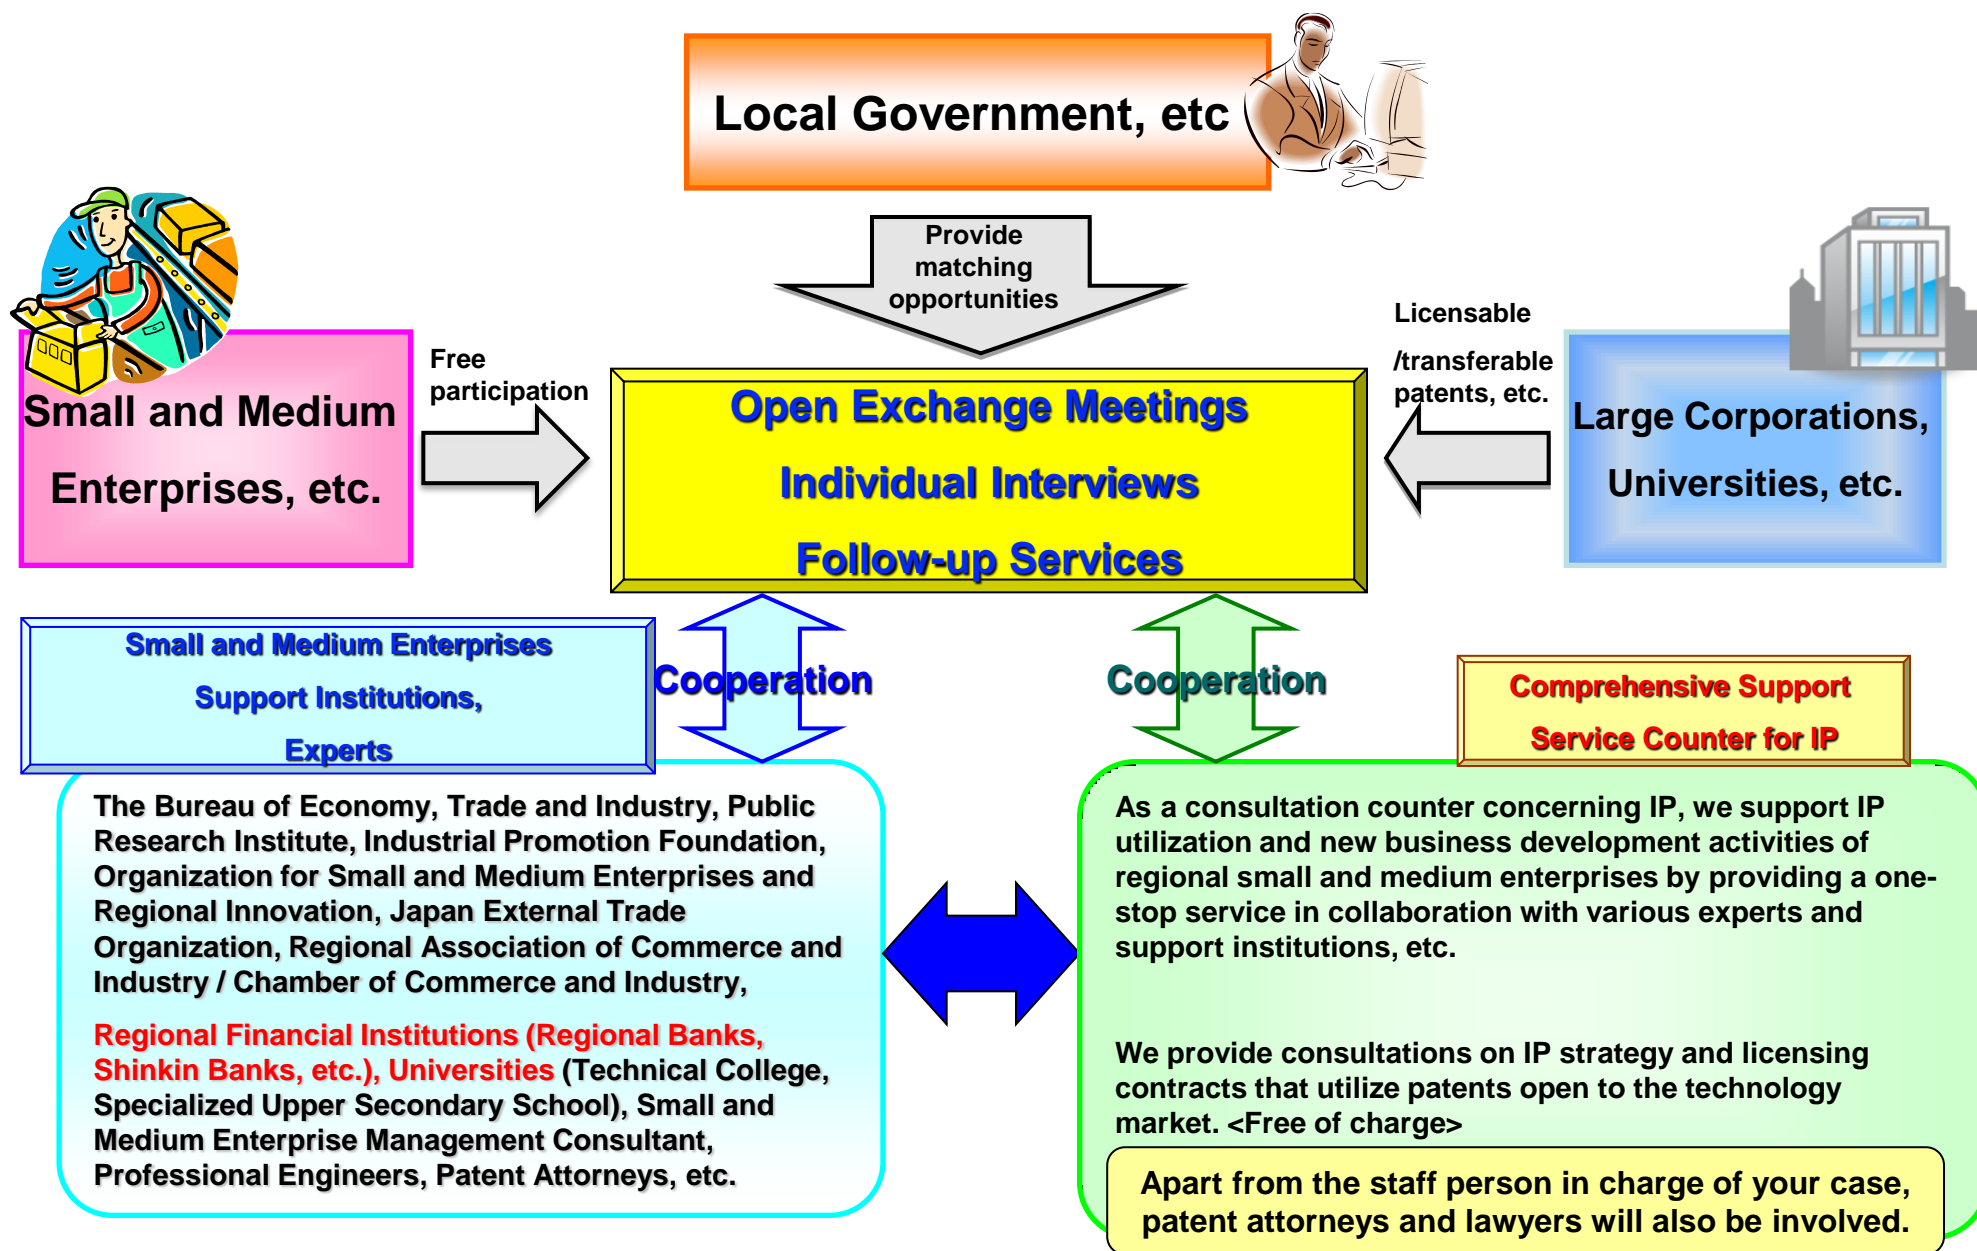 Local Government, etc
Provide
matching
opportunities
Free
participation
Licensable
/transferable
patents, etc.
Small and Medium
Enterprises, etc.
Open Exchange Meetings
Individual Interviews
Follow-up Services
Large Corporations,
Universities, etc.
Small and Medium Enterprises
Support Institutions,
Experts
Cooperation
Cooperation
Comprehensive Support
Service Counter for IP
The Bureau of Economy, Trade and Industry, Public
Research Institute, Industrial Promotion Foundation,
Organization for Small and Medium Enterprises and
Regional Innovation, Japan External Trade
Organization, Regional Association of Commerce and
Industry / Chamber of Commerce and Industry,
Regional Financial Institutions (Regional Banks,
Shinkin Banks, etc.), Universities (Technical College,
Specialized Upper Secondary School), Small and
Medium Enterprise Management Consultant,
Professional Engineers, Patent Attorneys, etc.
As a consultation counter concerning IP, we support IP
utilization and new business development activities of
regional small and medium enterprises by providing a one-
stop service in collaboration with various experts and
support institutions, etc.
We provide consultations on IP strategy and licensing
contracts that utilize patents open to the technology
market. <Free of charge>
Apart from the staff person in charge of your case,
patent attorneys and lawyers will also be involved.